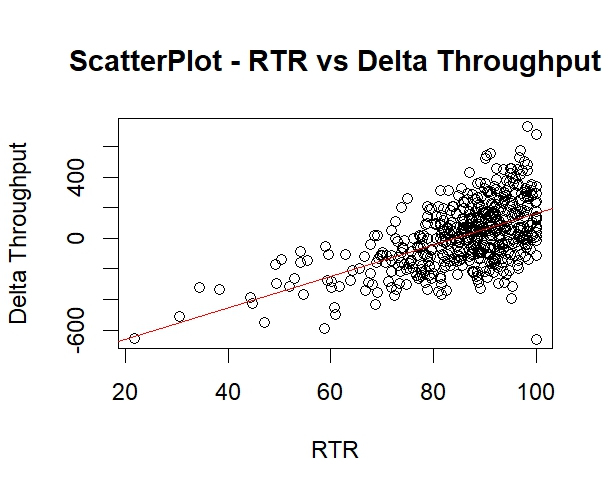 ScatterPlot - RTR vs Delta Throughput
Delta Throughput
400
0
-600
20 40 60 80 100
RTR